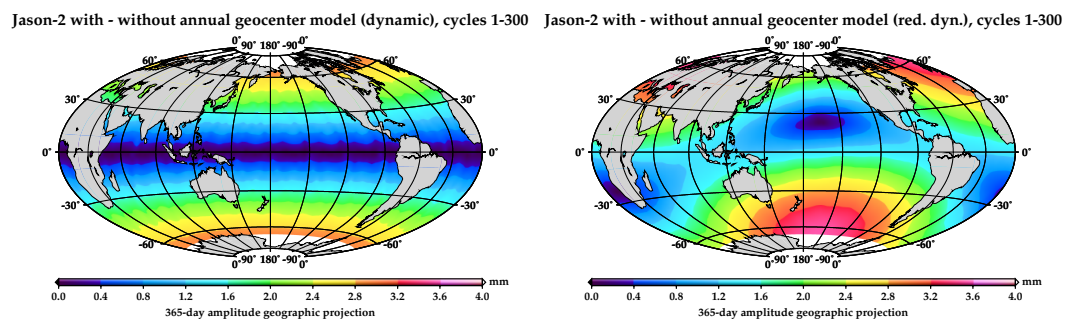 Jason-2 with - without annual geocenter model (dynamic), cycles 1-300
0˚ 180˚ -90˚ 0˚
60˚ 60˚
30˚ 30˚
0˚ 0˚
-30˚ -30˚
-60˚ -60˚
0˚ 90˚ 180˚ -90˚ 0˚
mm
0.0 0.4 0.8 1.2 1.6 2.0 2.4 2.8 3.2 3.6 4.0
365-day amplitude geographic projection
Jason-2 with - without annual geocenter model (red. dyn.), cycles 1-300
0˚ 180˚ -90˚ 0˚
60˚ 60˚
30˚ 30˚
0˚ 0˚
-30˚ -30˚
-60˚ -60˚
0˚ 90˚ 180˚ -90˚ 0˚
mm
0.0 0.4 0.8 1.2 1.6 2.0 2.4 2.8 3.2 3.6 4.0
365-day amplitude geographic projection